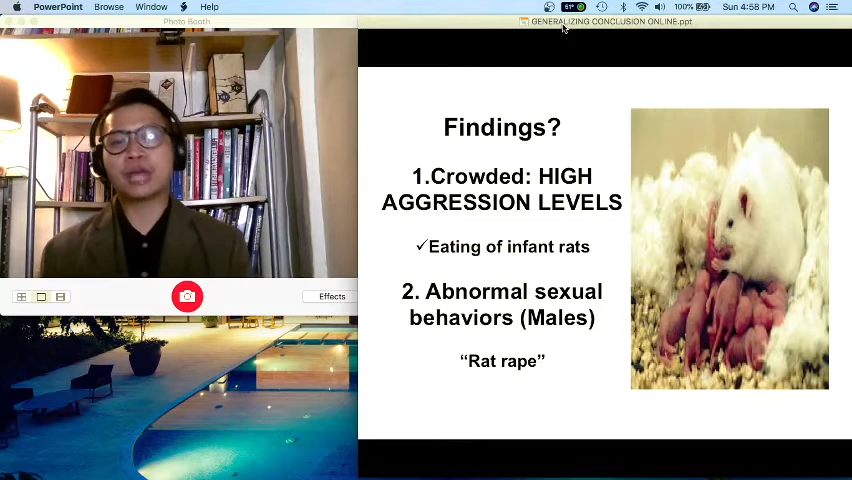 PowerPoint Browse Window Help
51°
100%
Sun 4:58 PM
Photo Booth
GENERALIZING CONCLUSION ONLINE.ppt
Effects
Findings?
1.Crowded: HIGH
AGGRESSION LEVELS
✓Eating of infant rats
2. Abnormal sexual
behaviors (Males)
“Rat rape”